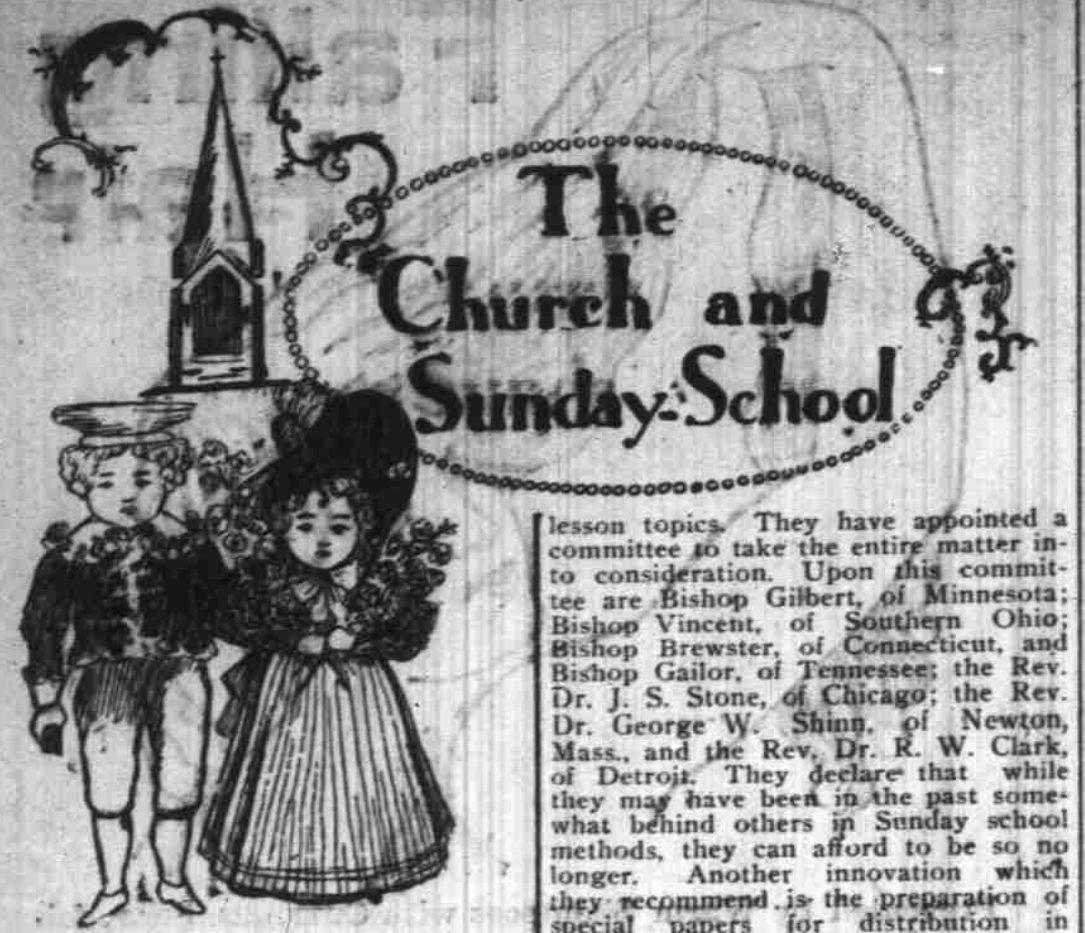 The
Church and
Sunday-School
lesson topics. They have appointed a
committee to take the entire matter in-
to consideration. Upon this commit-
tee are Bishop Gilbert, of Minnesota;
Bishop Vincent, of Southern Ohio;
Bishop Brewster, of Connecticut, and
Bishop Gailor, of Tennessee; the Rev.
Dr. J. S. Stone, of Chicago; the Rev.
Dr. George W. Shinn, of Newton,
Mass., and the Rev. Dr. R. W. Clark,
of Detroit. They declare that while
they may have been in the past some-
what behind others in Sunday school
methods, they can afford to be so no
longer. Another innovation which
they recommend is the preparation of
special papers for distribution in